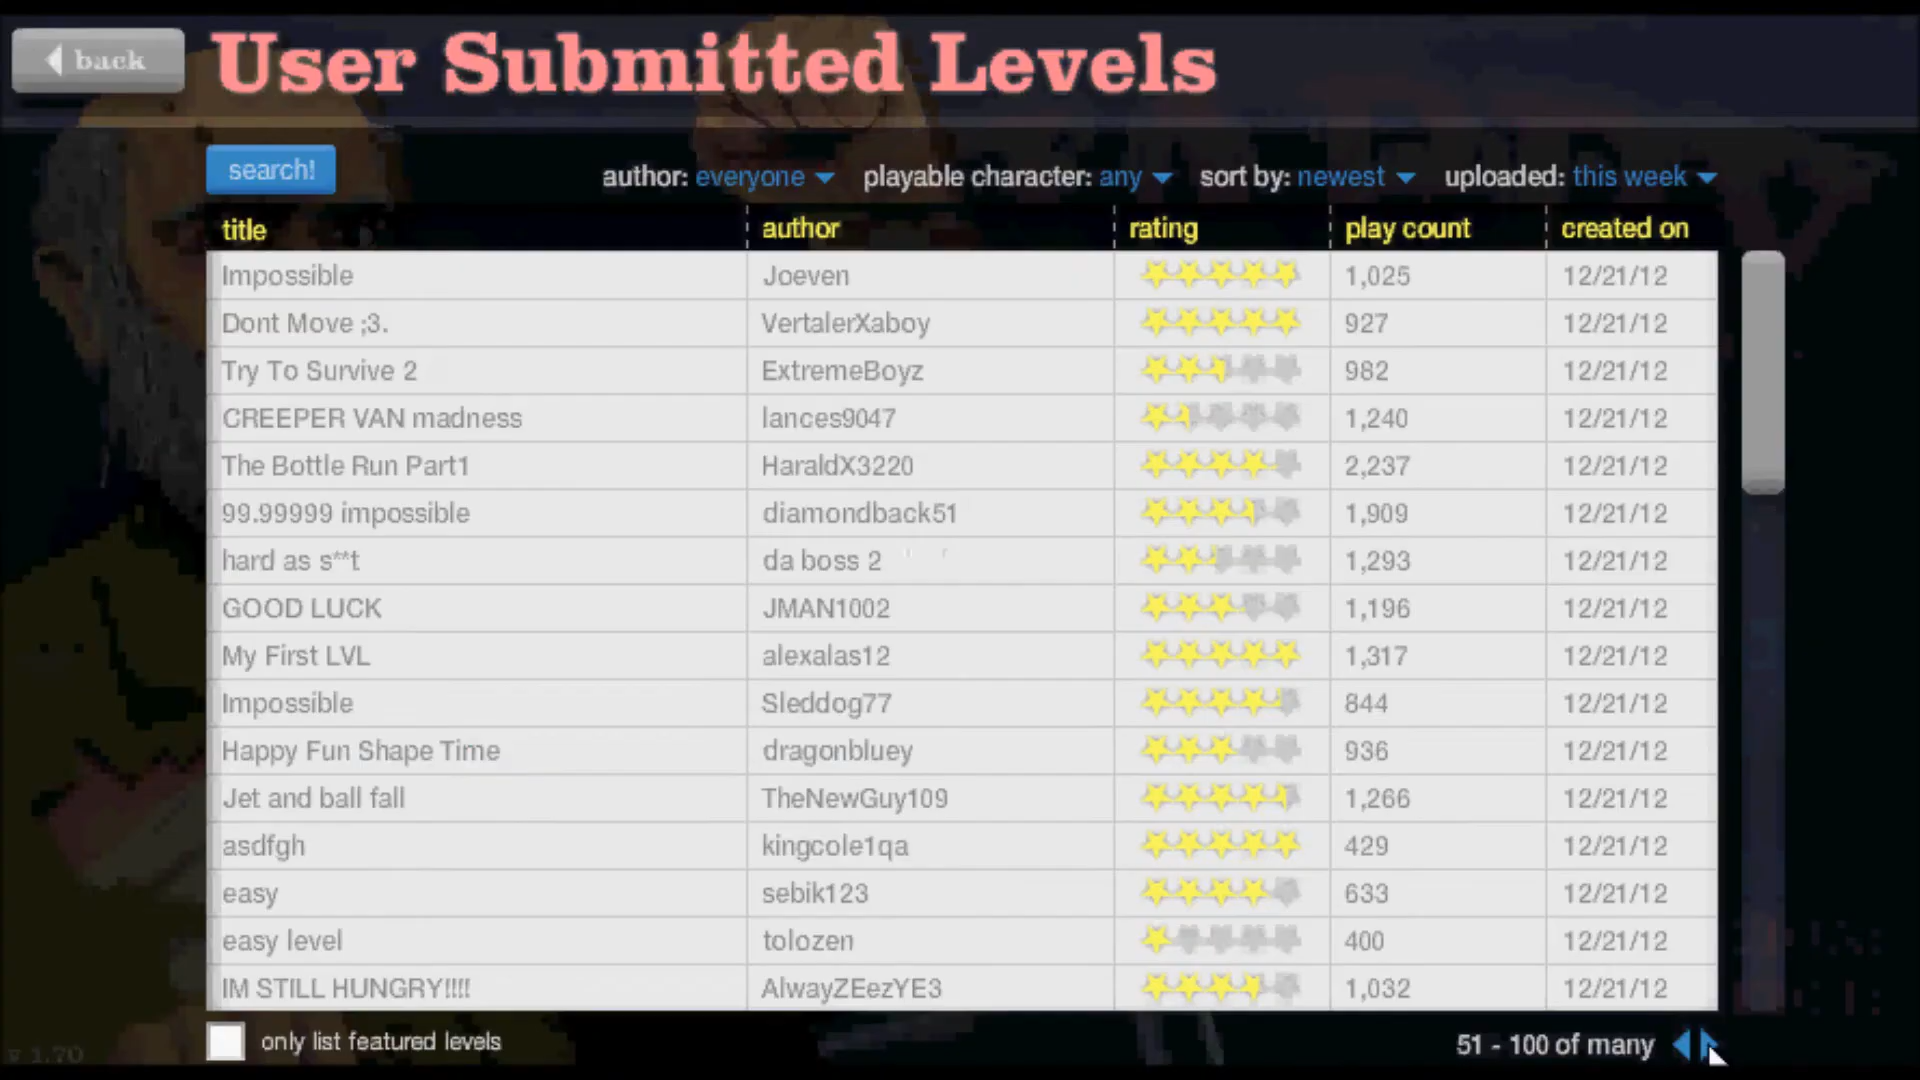 back
User Submitted Levels
search!
author: everyone playable character: any sort by: newest uploaded: this week
title author rating play count created on
Impossible Joeven 1,025 12/21/12
Dont Move ;3. VertalerXaboy 927 12/21/12
Try To Survive 2 ExtremeBoyz 982 12/21/12
CREEPER VAN madness lances9047 1,240 12/21/12
The Bottle Run Part1 HaraldX3220 2,237 12/21/12
99.99999 impossible diamondback51 1,909 12/21/12
hard as s**t da boss 2 1,293 12/21/12
GOOD LUCK JMAN1002 1,196 12/21/12
My First LVL alexalas12 1,317 12/21/12
Impossible Sleddog77 844 12/21/12
Happy Fun Shape Time dragonbluey 936 12/21/12
Jet and ball fall TheNewGuy109 1,266 12/21/12
asdfgh kingcole1qa 429 12/21/12
easy sebik123 633 12/21/12
easy level tolozen 400 12/21/12
IM STILL HUNGRY!!!! AlwayZEezYE3 1,032 12/21/12
only list featured levels
51 - 100 of many
v 1.70